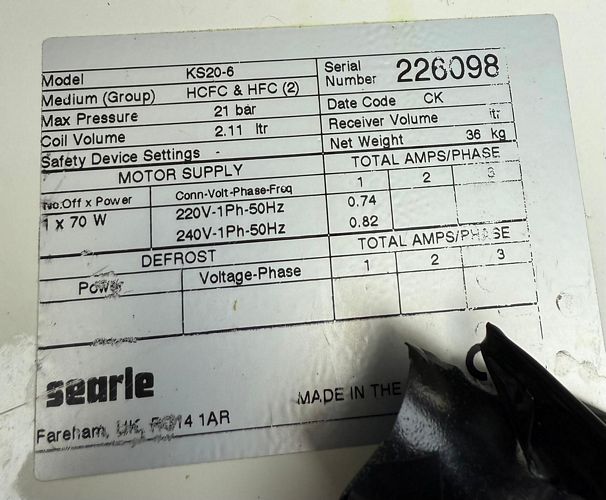 Model KS20-6 Serial Number 226098
Medium (Group) HCFC & HFC (2)
Max Pressure 21 bar Date Code CK
Coil Volume 2.11 ltr Receiver Volume ltr
Safety Device Settings - Net Weight 36 kg
MOTOR SUPPLY TOTAL AMPS/PHASE
No.Off x Power Conn-Volt-Phase-Freq 1 2 3
1 x 70 W 220V-1Ph-50Hz 0.74
240V-1Ph-50Hz 0.82
DEFROST TOTAL AMPS/PHASE
Power Voltage-Phase 1 2 3
searle
MADE IN THE
Fareham, UK, PO14 1AR